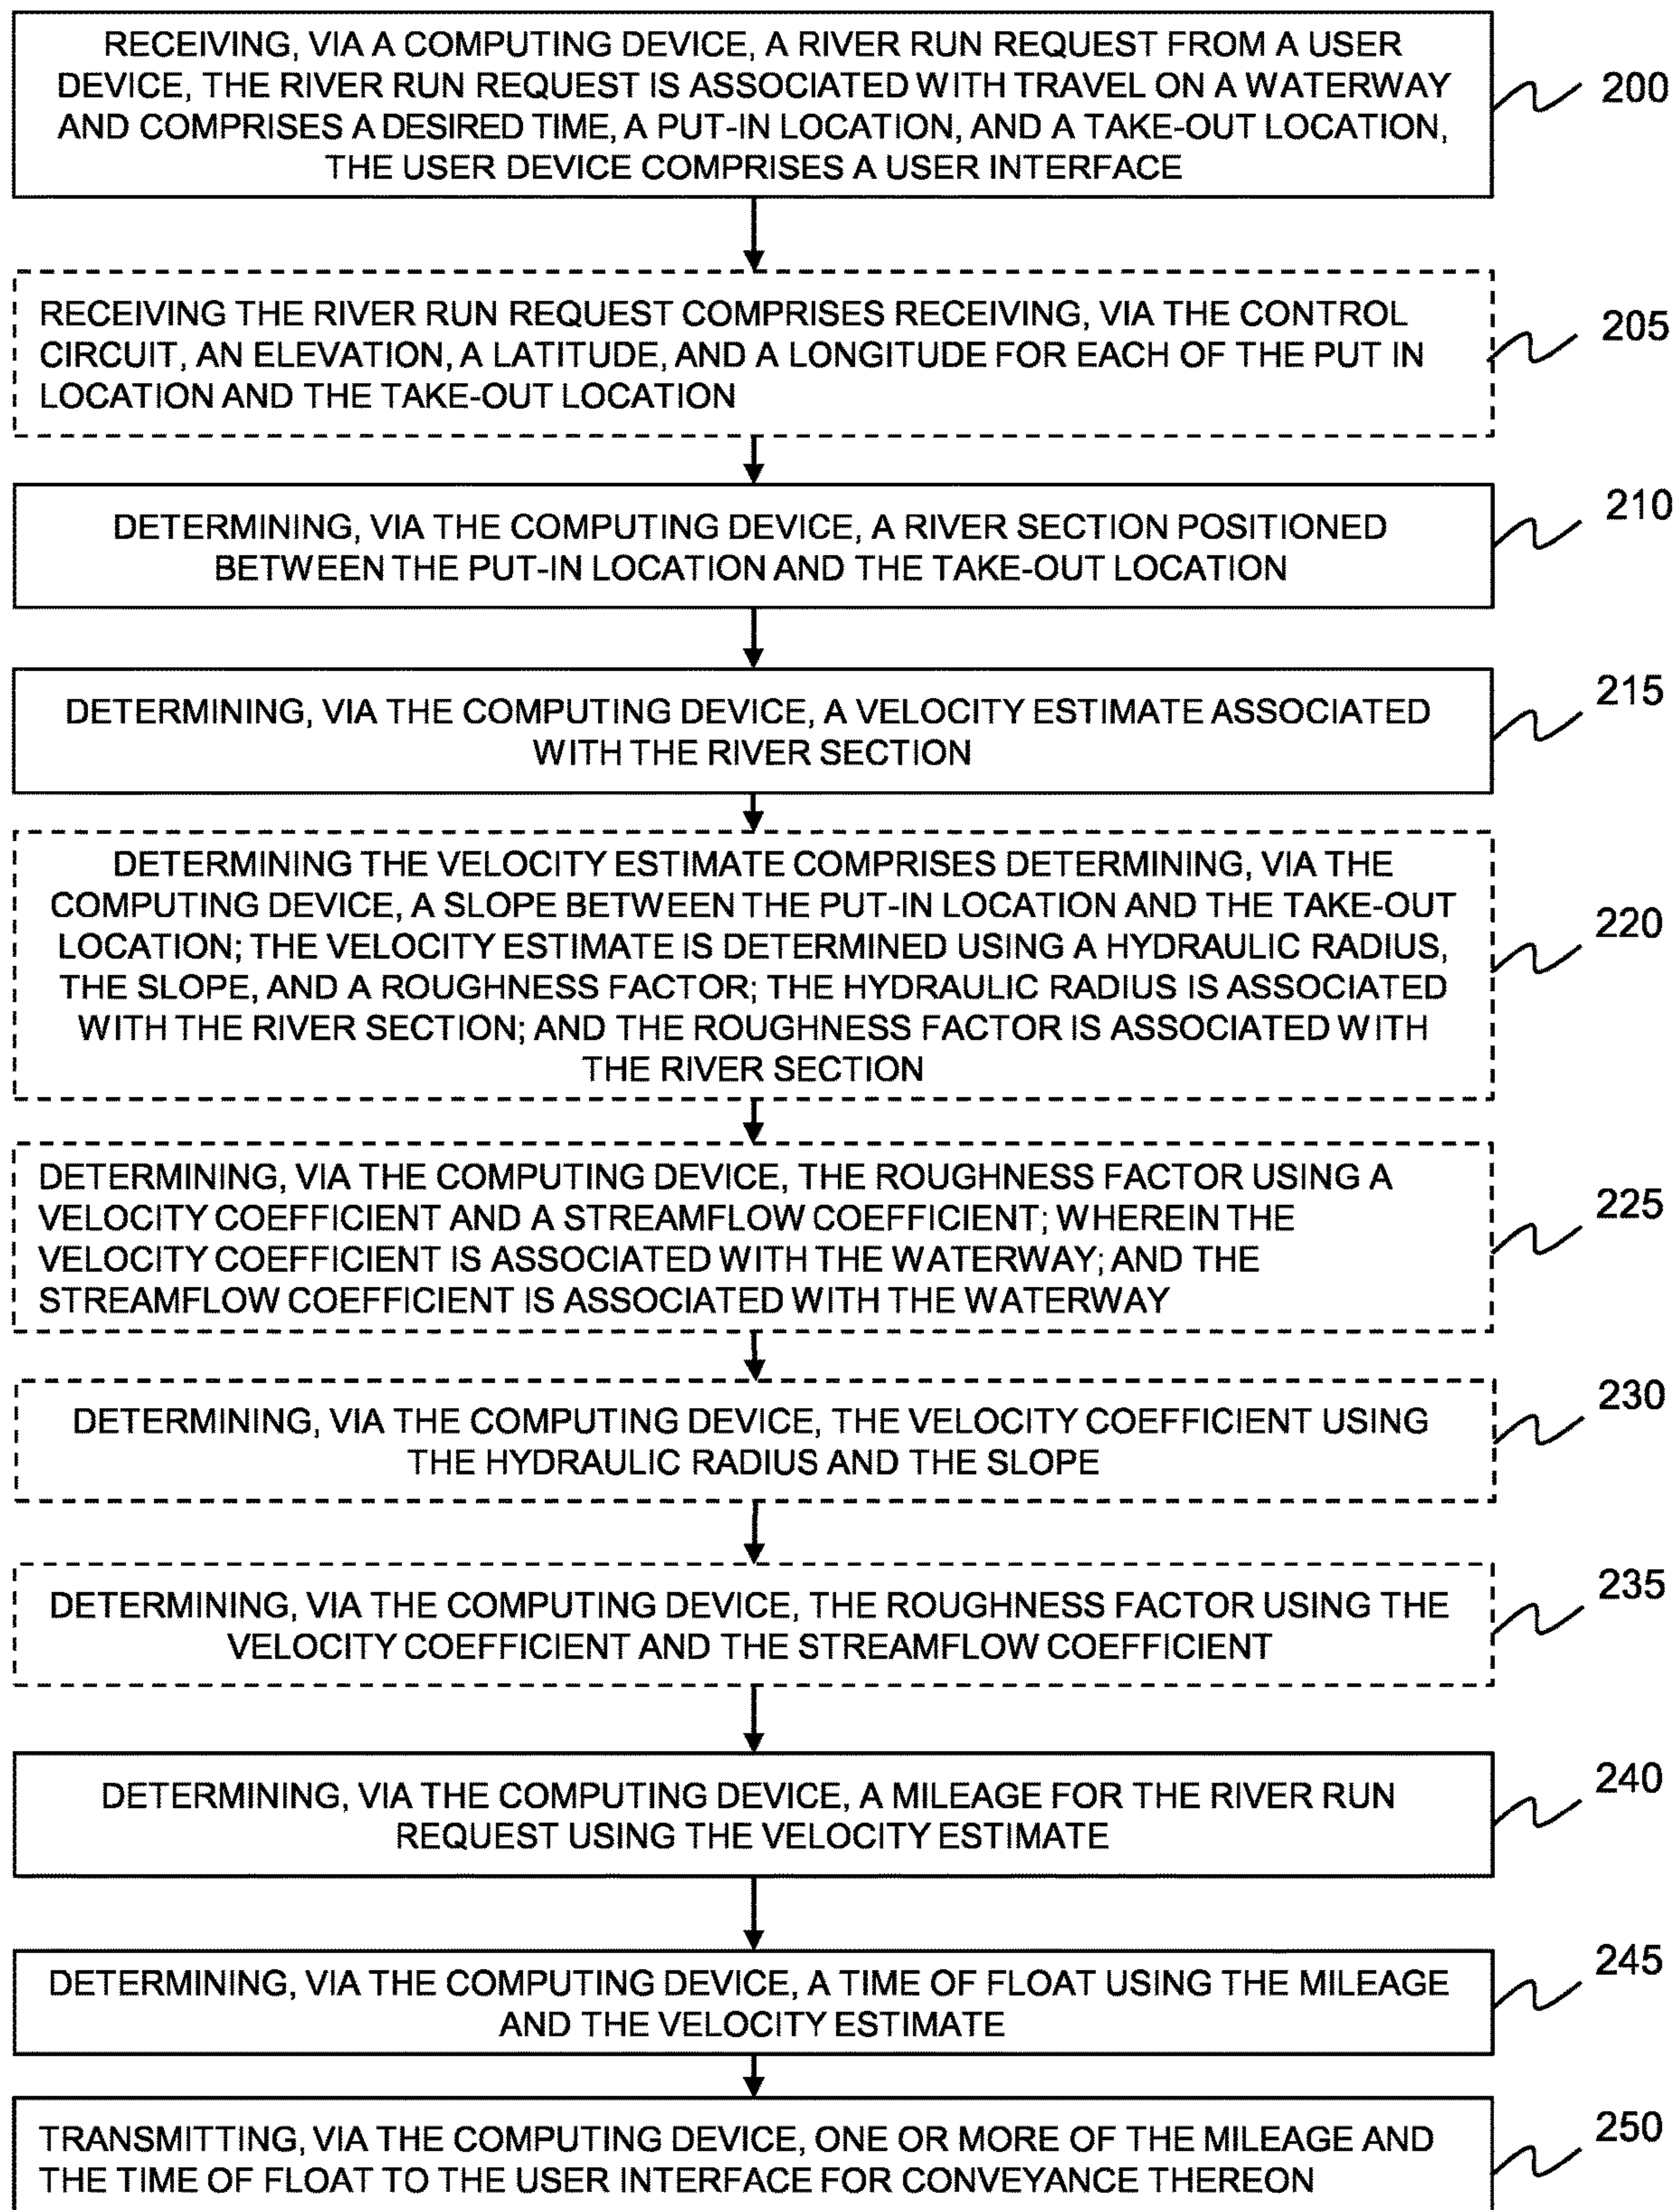 RECEIVING, VIA A COMPUTING DEVICE, A RIVER RUN REQUEST FROM A USER
DEVICE, THE RIVER RUN REQUEST IS ASSOCIATED WITH TRAVEL ON A WATERWAY
AND COMPRISES A DESIRED TIME, A PUT-IN LOCATION, AND A TAKE-OUT LOCATION,
THE USER DEVICE COMPRISES A USER INTERFACE
200
RECEIVING THE RIVER RUN REQUEST COMPRISES RECEIVING, VIA THE CONTROL
CIRCUIT, AN ELEVATION, A LATITUDE, AND A LONGITUDE FOR EACH OF THE PUT IN
LOCATION AND THE TAKE-OUT LOCATION
205
DETERMINING, VIA THE COMPUTING DEVICE, A RIVER SECTION POSITIONED
BETWEEN THE PUT-IN LOCATION AND THE TAKE-OUT LOCATION
210
DETERMINING, VIA THE COMPUTING DEVICE, A VELOCITY ESTIMATE ASSOCIATED
WITH THE RIVER SECTION
215
DETERMINING THE VELOCITY ESTIMATE COMPRISES DETERMINING, VIA THE
COMPUTING DEVICE, A SLOPE BETWEEN THE PUT-IN LOCATION AND THE TAKE-OUT
LOCATION; THE VELOCITY ESTIMATE IS DETERMINED USING A HYDRAULIC RADIUS,
THE SLOPE, AND A ROUGHNESS FACTOR; THE HYDRAULIC RADIUS IS ASSOCIATED
WITH THE RIVER SECTION; AND THE ROUGHNESS FACTOR IS ASSOCIATED WITH
THE RIVER SECTION
220
DETERMINING, VIA THE COMPUTING DEVICE, THE ROUGHNESS FACTOR USING A
VELOCITY COEFFICIENT AND A STREAMFLOW COEFFICIENT; WHEREIN THE
VELOCITY COEFFICIENT IS ASSOCIATED WITH THE WATERWAY; AND THE
STREAMFLOW COEFFICIENT IS ASSOCIATED WITH THE WATERWAY
225
DETERMINING, VIA THE COMPUTING DEVICE, THE VELOCITY COEFFICIENT USING
THE HYDRAULIC RADIUS AND THE SLOPE
230
DETERMINING, VIA THE COMPUTING DEVICE, THE ROUGHNESS FACTOR USING THE
VELOCITY COEFFICIENT AND THE STREAMFLOW COEFFICIENT
235
DETERMINING, VIA THE COMPUTING DEVICE, A MILEAGE FOR THE RIVER RUN
REQUEST USING THE VELOCITY ESTIMATE
240
DETERMINING, VIA THE COMPUTING DEVICE, A TIME OF FLOAT USING THE MILEAGE
AND THE VELOCITY ESTIMATE
245
TRANSMITTING, VIA THE COMPUTING DEVICE, ONE OR MORE OF THE MILEAGE AND
THE TIME OF FLOAT TO THE USER INTERFACE FOR CONVEYANCE THEREON
250